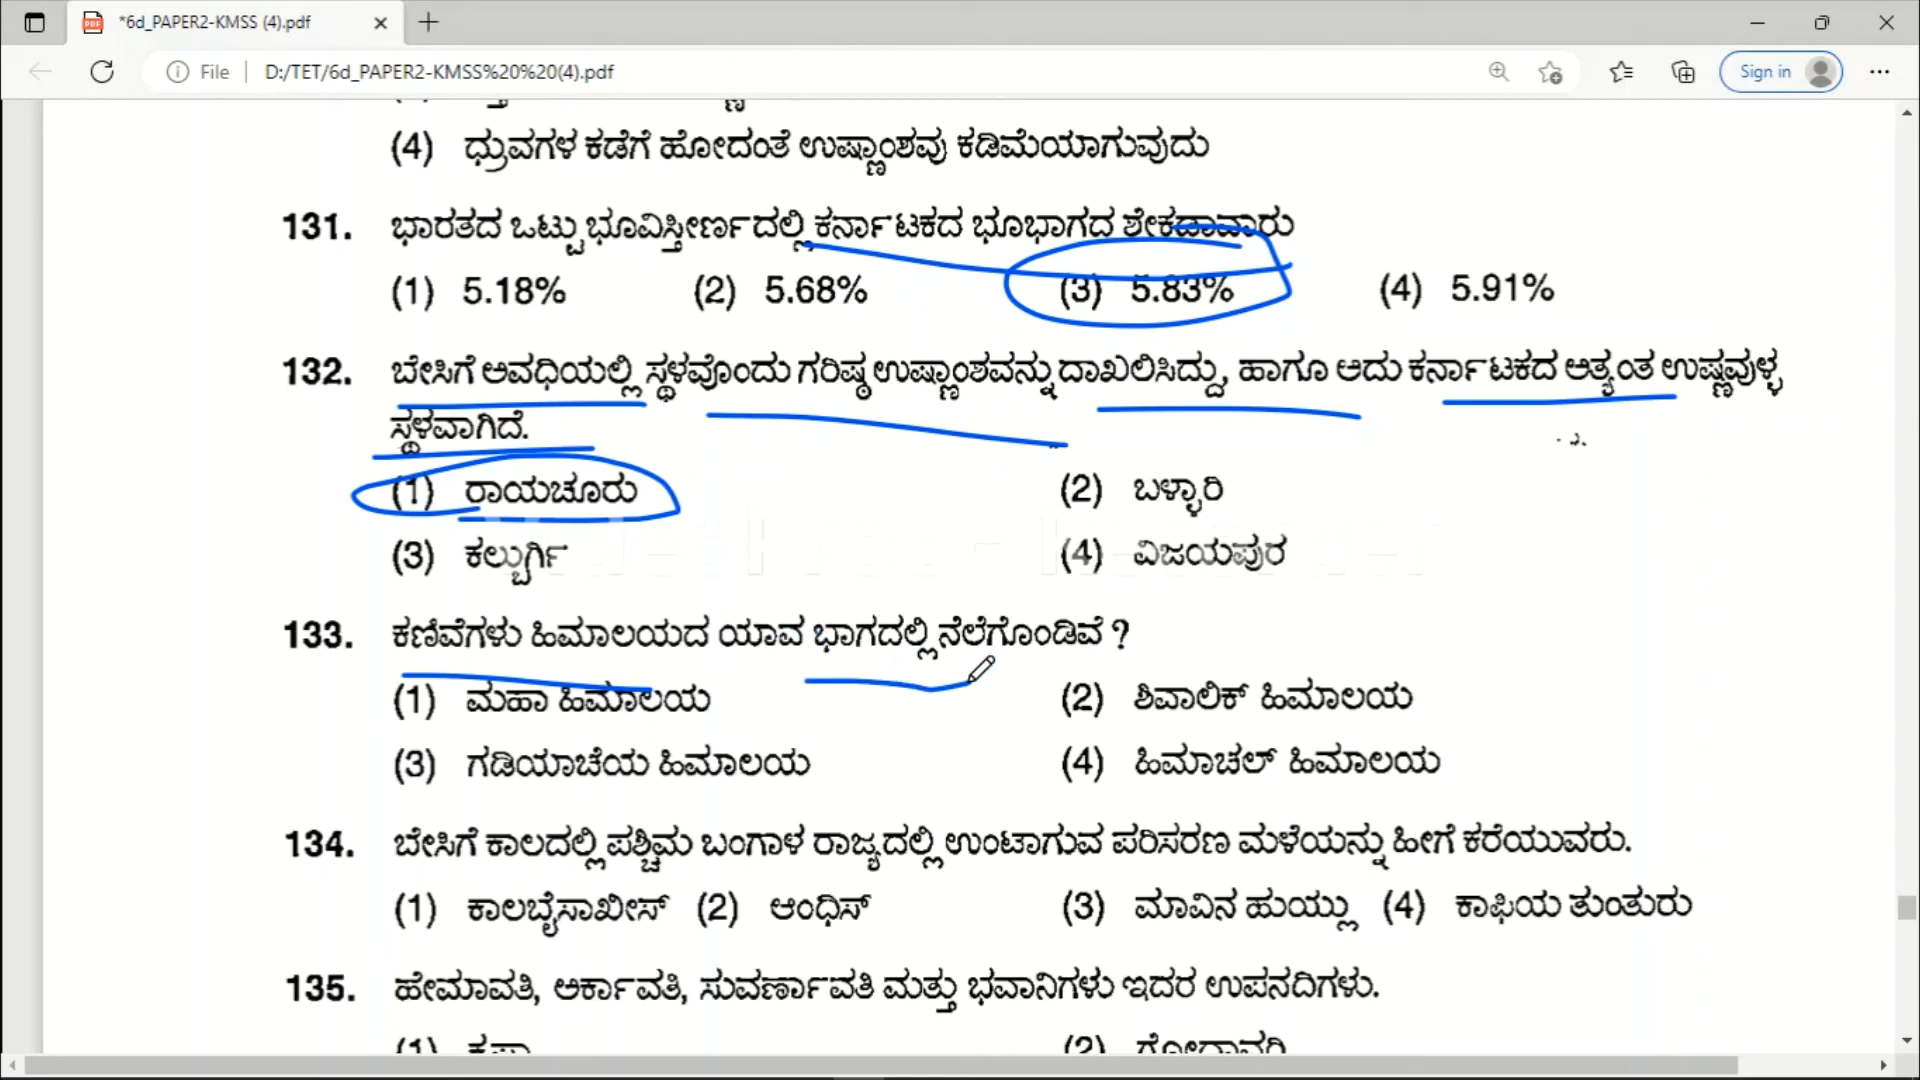 *6d_PAPER2-KMSS (4).pdf
File D:/TET/6d_PAPER2-KMSS%20%20(4).pdf Sign in
(4) ಧ್ರುವಗಳ ಕಡೆಗೆ ಹೋದಂತೆ ಉಷ್ಣಾಂಶವು ಕಡಿಮೆಯಾಗುವುದು
131. ಭಾರತದ ಒಟ್ಟು ಭೂವಿಸ್ತೀರ್ಣದಲ್ಲಿ ಕರ್ನಾಟಕದ ಭೂಭಾಗದ ಶೇಕಡಾವಾರು
(1) 5.18% (2) 5.68% (3) 5.83% (4) 5.91%
132. ಬೇಸಿಗೆ ಅವಧಿಯಲ್ಲಿ ಸ್ಥಳವೊಂದು ಗರಿಷ್ಠ ಉಷ್ಣಾಂಶವನ್ನು ದಾಖಲಿಸಿದ್ದು, ಹಾಗೂ ಅದು ಕರ್ನಾಟಕದ ಅತ್ಯಂತ ಉಷ್ಣವುಳ್ಳ
ಸ್ಥಳವಾಗಿದೆ.
(1) ರಾಯಚೂರು (2) ಬಳ್ಳಾರಿ
(3) ಕಲ್ಬುರ್ಗಿ (4) ವಿಜಯಪುರ
133. ಕಣಿವೆಗಳು ಹಿಮಾಲಯದ ಯಾವ ಭಾಗದಲ್ಲಿ ನೆಲೆಗೊಂಡಿವೆ ?
(1) ಮಹಾ ಹಿಮಾಲಯ (2) ಶಿವಾಲಿಕ್ ಹಿಮಾಲಯ
(3) ಗಡಿಯಾಚೆಯ ಹಿಮಾಲಯ (4) ಹಿಮಾಚಲ್ ಹಿಮಾಲಯ
134. ಬೇಸಿಗೆ ಕಾಲದಲ್ಲಿ ಪಶ್ಚಿಮ ಬಂಗಾಳ ರಾಜ್ಯದಲ್ಲಿ ಉಂಟಾಗುವ ಪರಿಸರಣ ಮಳೆಯನ್ನು ಹೀಗೆ ಕರೆಯುವರು.
(1) ಕಾಲಬೈಸಾಖೀಸ್ (2) ಆಂಧಿಸ್ (3) ಮಾವಿನ ಹುಯ್ಲು (4) ಕಾಫಿಯ ತುಂತುರು
135. ಹೇಮಾವತಿ, ಅರ್ಕಾವತಿ, ಸುವರ್ಣಾವತಿ ಮತ್ತು ಭವಾನಿಗಳು ಇದರ ಉಪನದಿಗಳು.
(1) (2) ಗೋದಾವರಿ